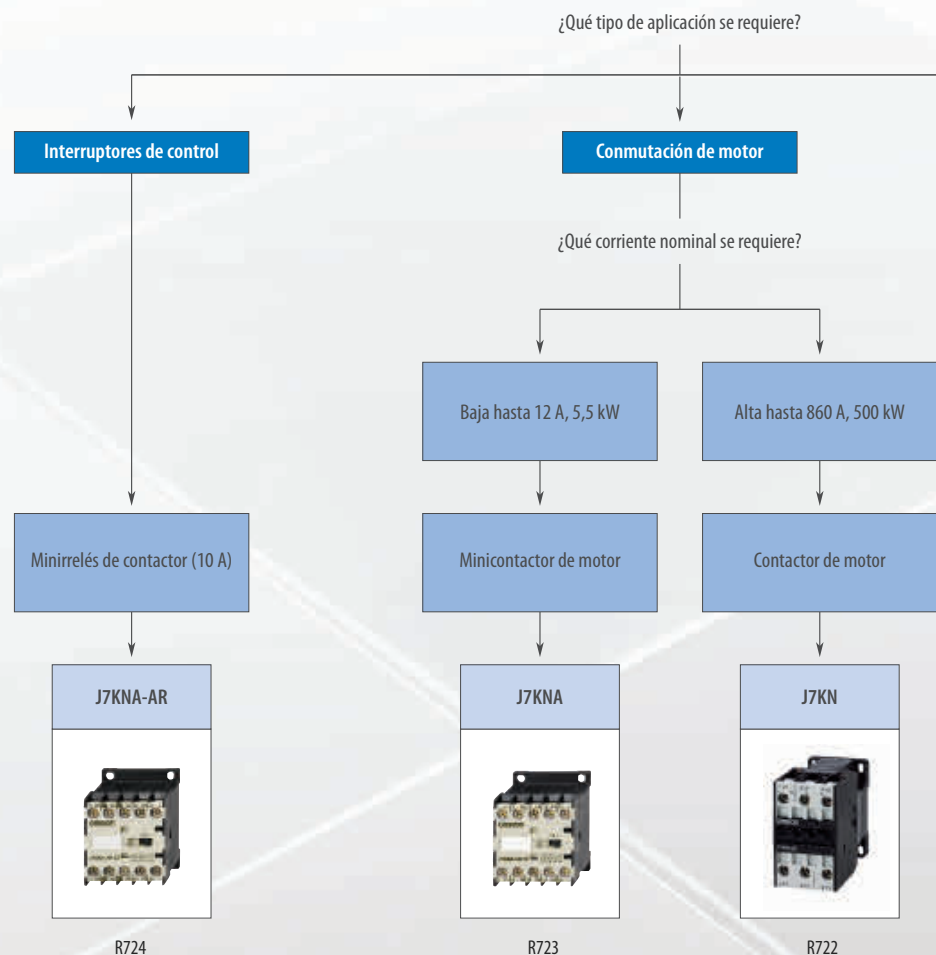 ¿Qué tipo de aplicación se requiere?
Interruptores de control
Conmutación de motor
¿Qué corriente nominal se requiere?
Baja hasta 12 A, 5,5 kW
Alta hasta 860 A, 500 kW
Minirrelés de contactor (10 A)
Minicontactor de motor
Contactor de motor
J7KNA-AR
J7KNA
J7KN
R724
R723
R722